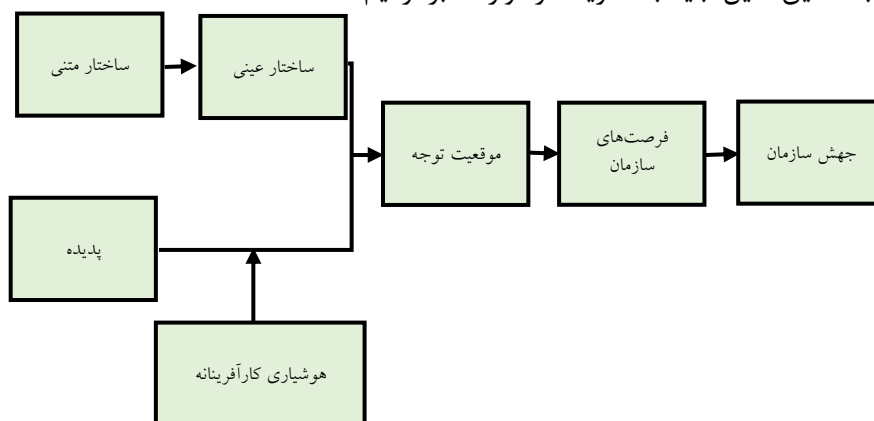 ساختار متنی
ساختار عینی
موقعیت توجه
فرصت‌های
سازمان
جهش سازمان
پدیده
هوشیاری کارآفرینانه